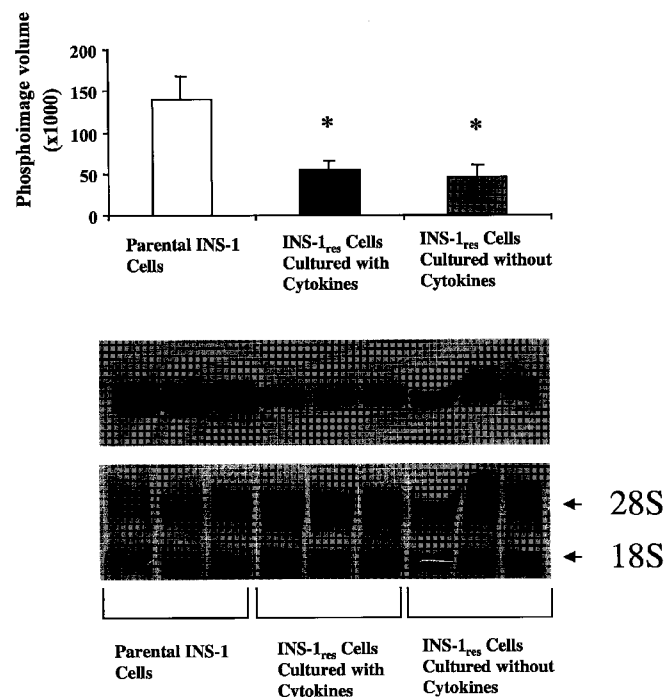 Phosphoimage volume
(x1000)
200
150
100
50
0
*
*
Parental INS-1
Cells
INS-1res Cells
Cultured with
Cytokines
INS-1res Cells
Cultured without
Cytokines
28S
18S
Parental INS-1
Cells
INS-1res Cells
Cultured with
Cytokines
INS-1res Cells
Cultured without
Cytokines